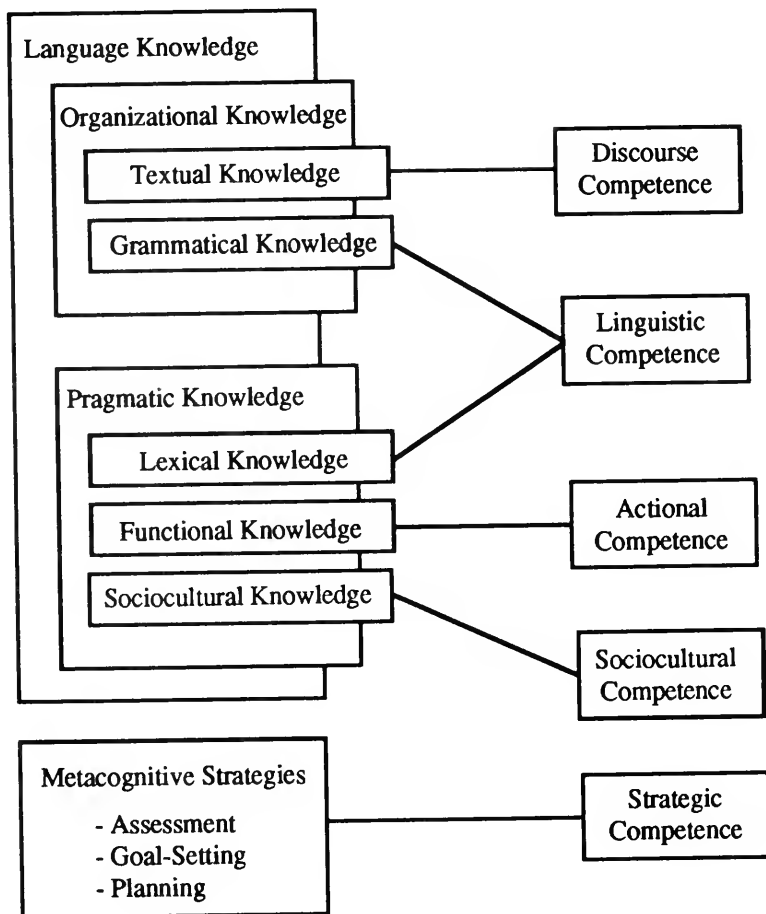 Language Knowledge
Organizational Knowledge
Textual Knowledge
Grammatical Knowledge
Pragmatic Knowledge
Lexical Knowledge
Functional Knowledge
Sociocultural Knowledge
Metacognitive Strategies
- Assessment
- Goal-Setting
- Planning
Discourse
Competence
Linguistic
Competence
Actional
Competence
Sociocultural
Competence
Strategic
Competence